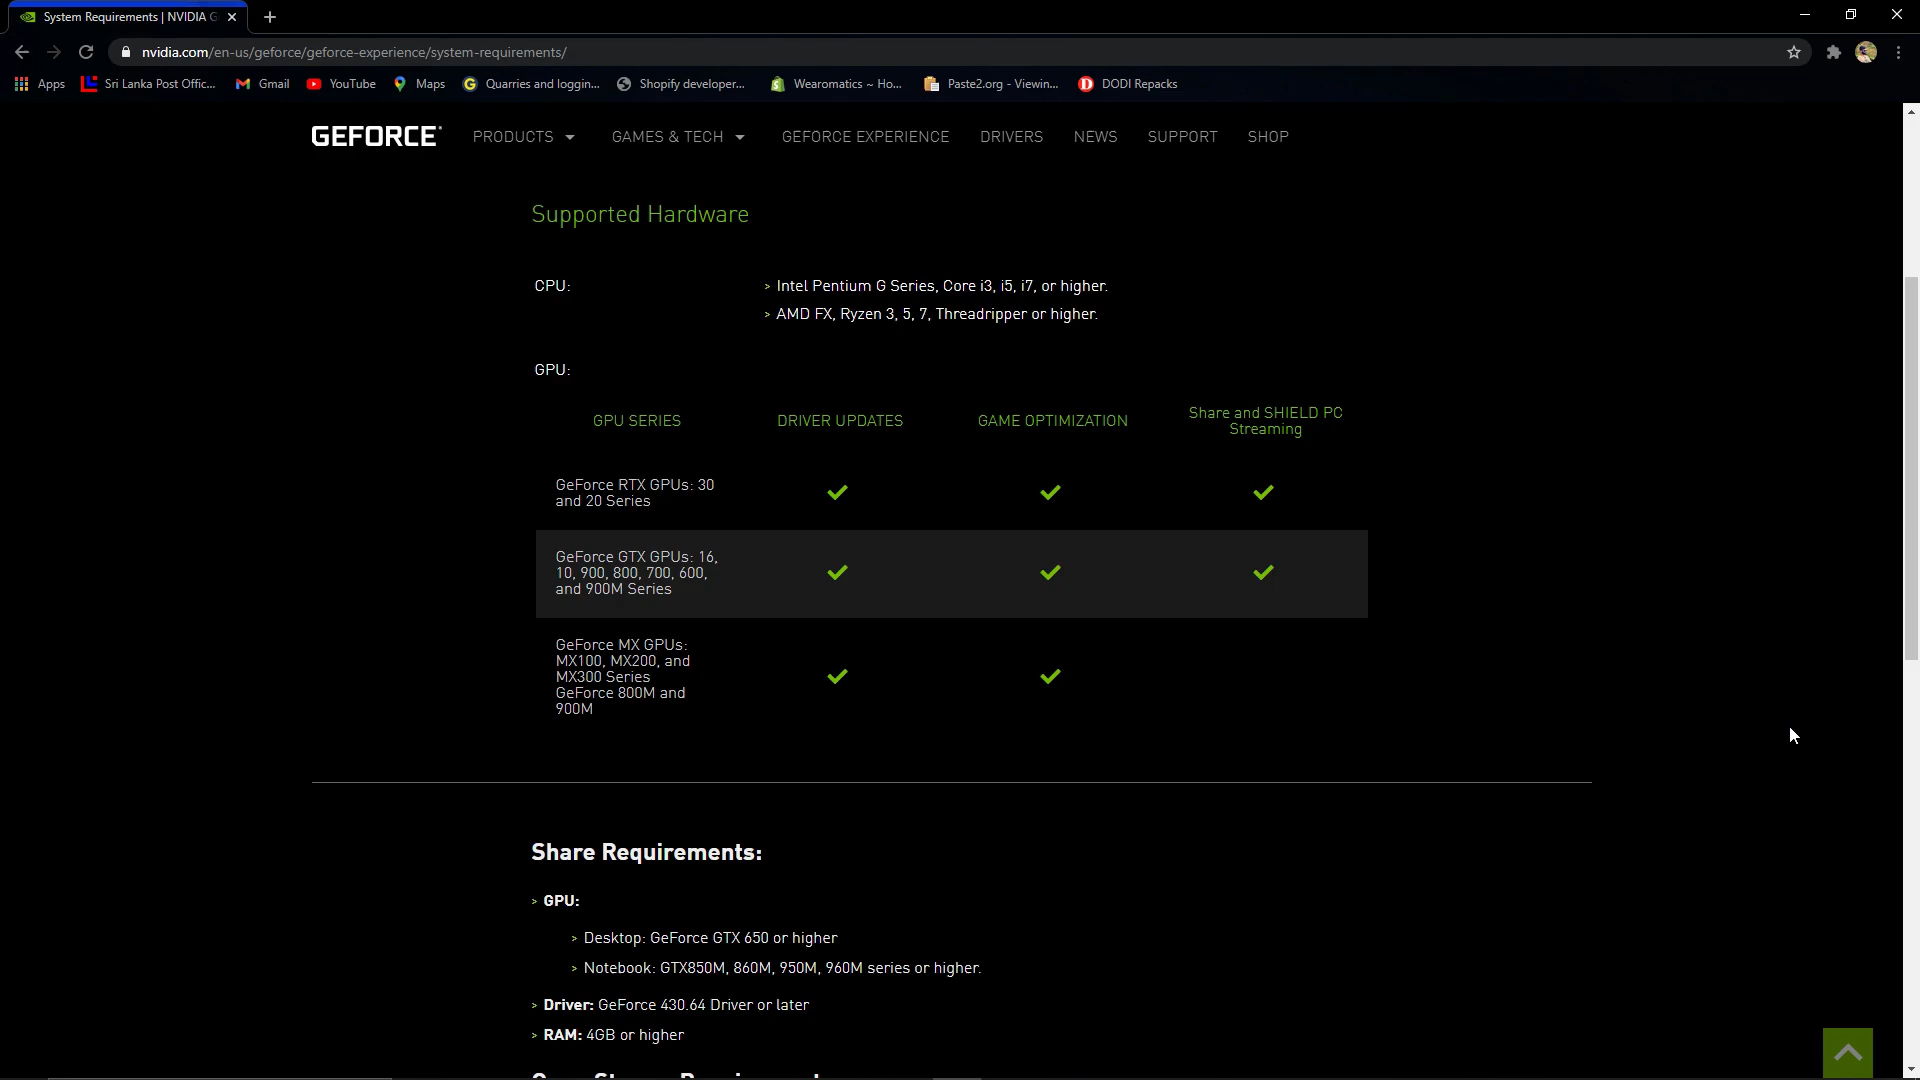 System Requirements | NVIDIA G
nvidia.com/en-us/geforce/geforce-experience/system-requirements/
Apps Sri Lanka Post Offic... Gmail YouTube Maps Quarries and loggin... Shopify developer... Wearomatics ~ Ho... Paste2.org - Viewin... DODI Repacks
GEFORCE PRODUCTS GAMES & TECH GEFORCE EXPERIENCE DRIVERS NEWS SUPPORT SHOP
Supported Hardware
CPU:
> Intel Pentium G Series, Core i3, i5, i7, or higher.
> AMD FX, Ryzen 3, 5, 7, Threadripper or higher.
GPU:
GPU SERIES DRIVER UPDATES GAME OPTIMIZATION Share and SHIELD PC
Streaming
GeForce RTX GPUs: 30
and 20 Series
GeForce GTX GPUs: 16,
10, 900, 800, 700, 600,
and 900M Series
GeForce MX GPUs:
MX100, MX200, and
MX300 Series
GeForce 800M and
900M
Share Requirements:
> GPU:
> Desktop: GeForce GTX 650 or higher
> Notebook: GTX850M, 860M, 950M, 960M series or higher.
> Driver: GeForce 430.64 Driver or later
> RAM: 4GB or higher